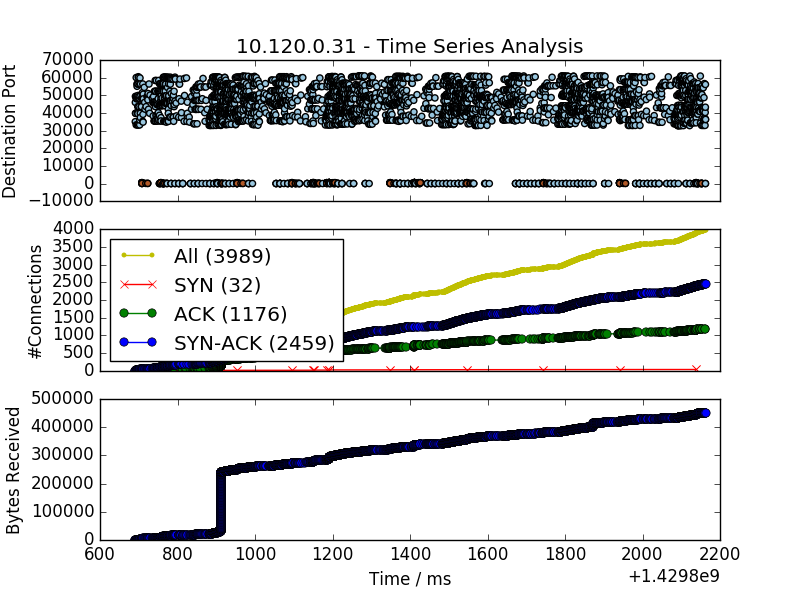 10.120.0.31 - Time Series Analysis
Destination Port
70000
60000
50000
40000
30000
20000
10000
0
−10000
#Connections
4000
3500
3000
2500
2000
1500
1000
500
0
All (3989)
SYN (32)
ACK (1176)
SYN-ACK (2459)
Bytes Received
500000
400000
300000
200000
100000
0
600 800 1000 1200 1400 1600 1800 2000 2200
Time / ms
+1.4298e9